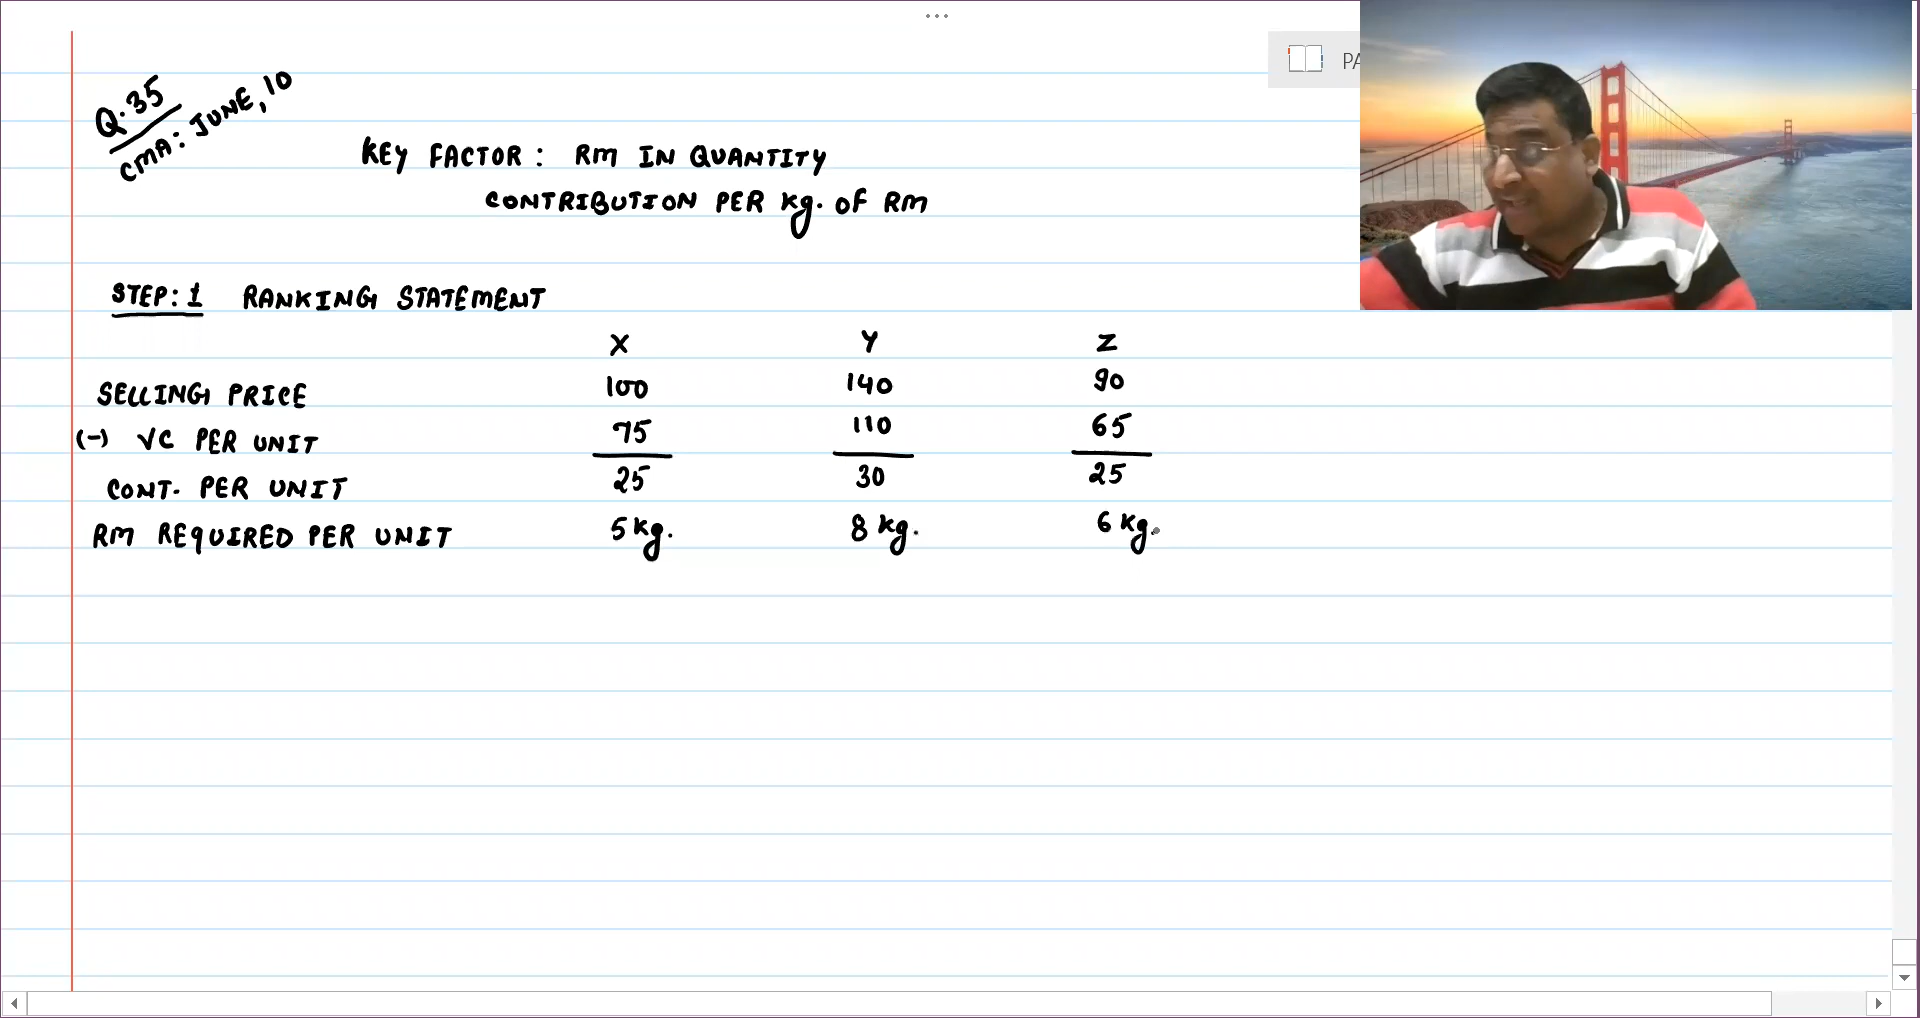 Q.35
CMA: JUNE, 10
PA
KEY FACTOR: RM IN QUANTITY
CONTRIBUTION PER kg. OF RM
STEP: 1 RANKING STATEMENT
X Y Z
SELLING PRICE 100 140 90
(-) VC PER UNIT 75 110 65
CONT. PER UNIT 25 30 25
RM REQUIRED PER UNIT 5 kg. 8 kg. 6 kg.